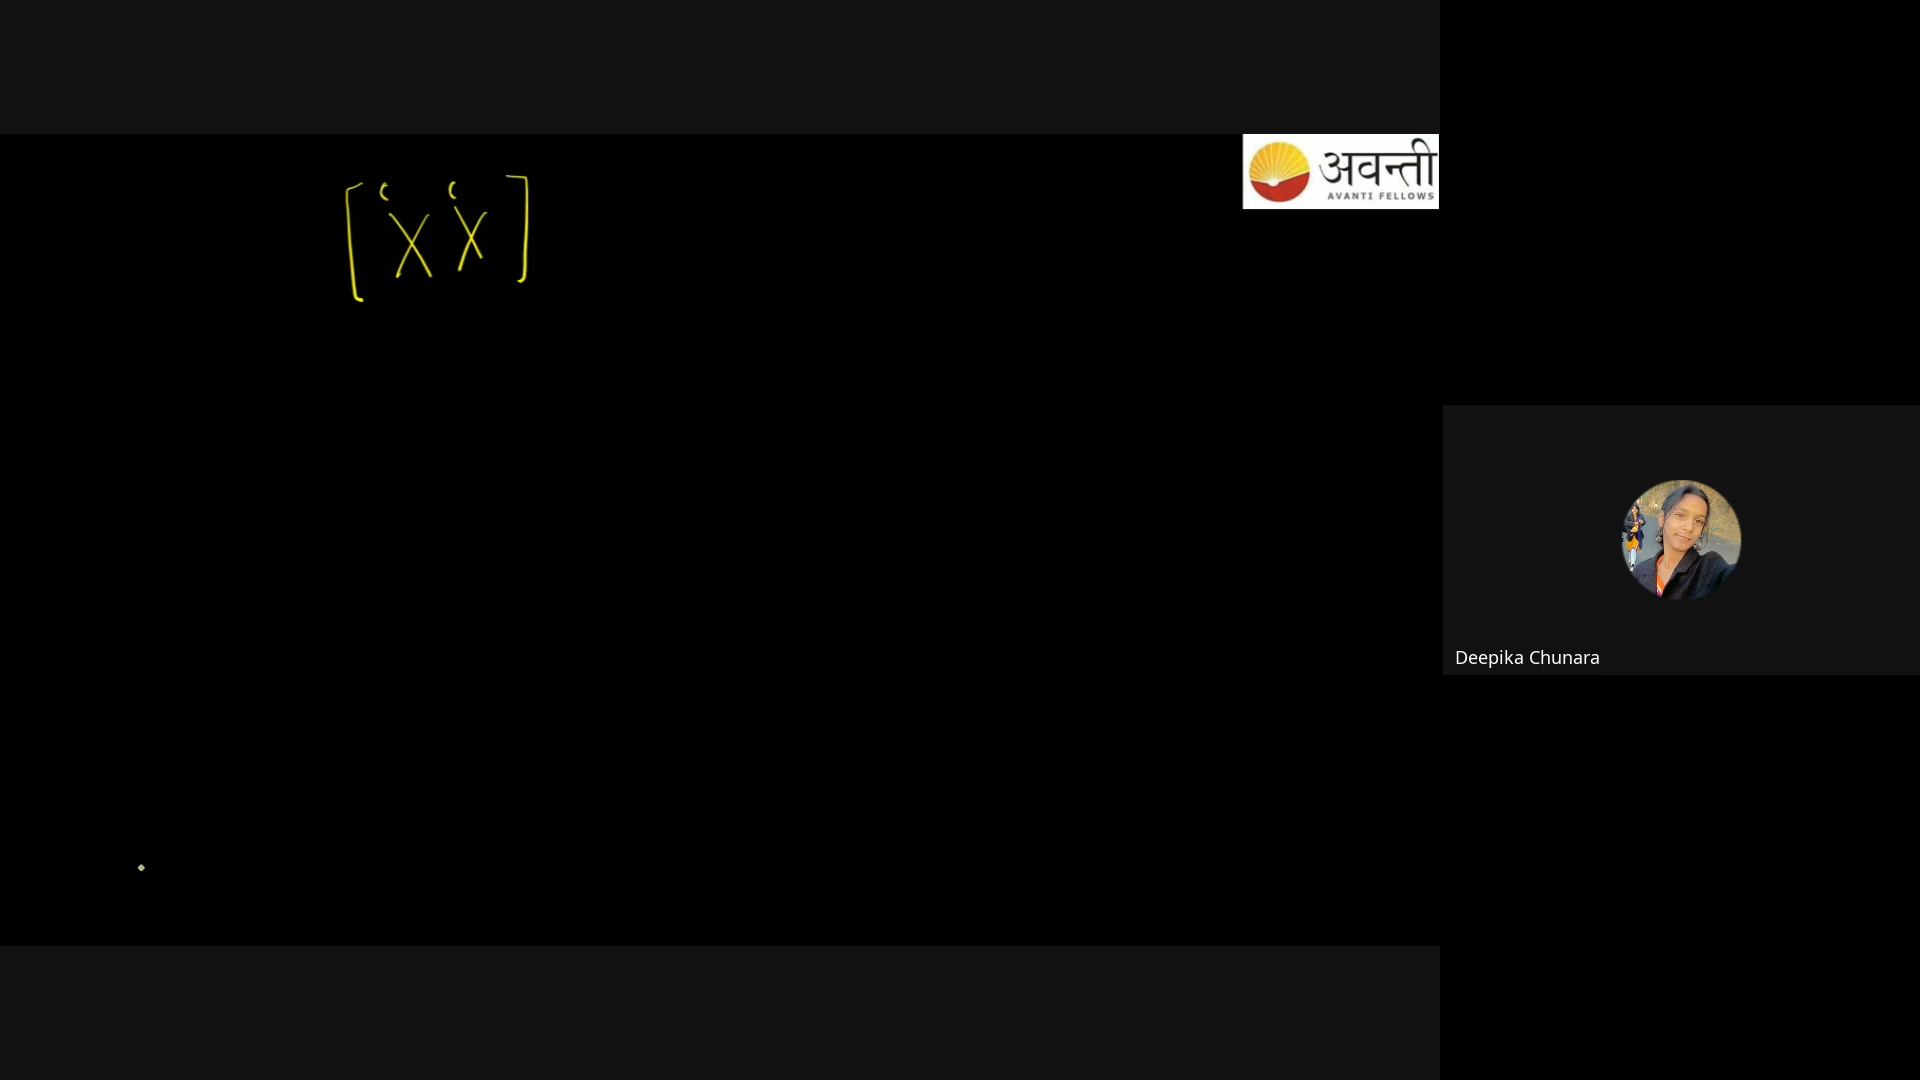 [ X X ]
अवन्ती
AVANTI FELLOWS
Deepika Chunara